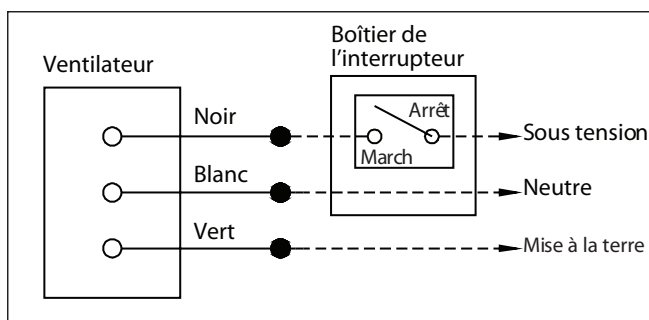 Boîtier de
l'interrupteur
Ventilateur
Noir
Arrêt
Sous tension
March
Blanc
Neutre
Vert
Mise à la terre